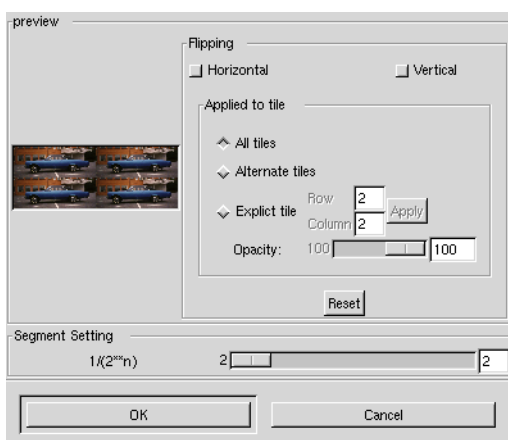 preview
Flipping
Horizontal Vertical
Applied to tile
All tiles
Alternate tiles
Explict tile
Row 2
Column 2
Apply
Opacity: 100 100
Reset
Segment Setting
1/(2**n) 2 2
OK Cancel